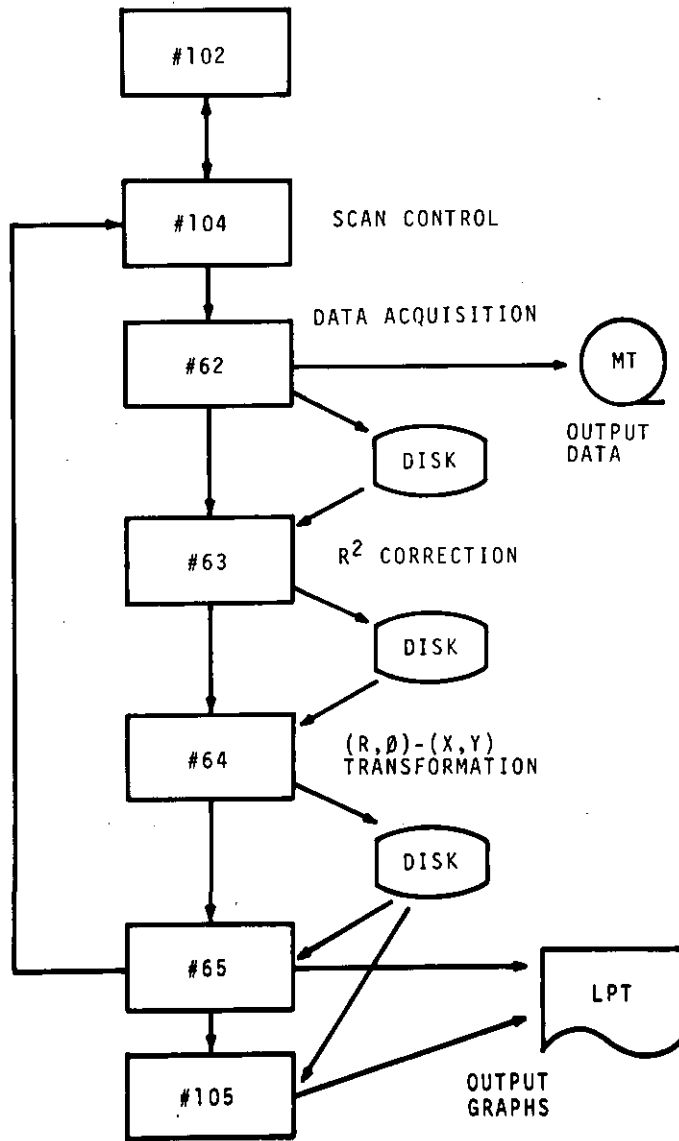 #102
#104
SCAN CONTROL
DATA ACQUISITION
#62
MT
OUTPUT
DATA
DISK
#63
R² CORRECTION
DISK
#64
(R,Ø)-(X,Y)
TRANSFORMATION
DISK
#65
LPT
#105
OUTPUT
GRAPHS